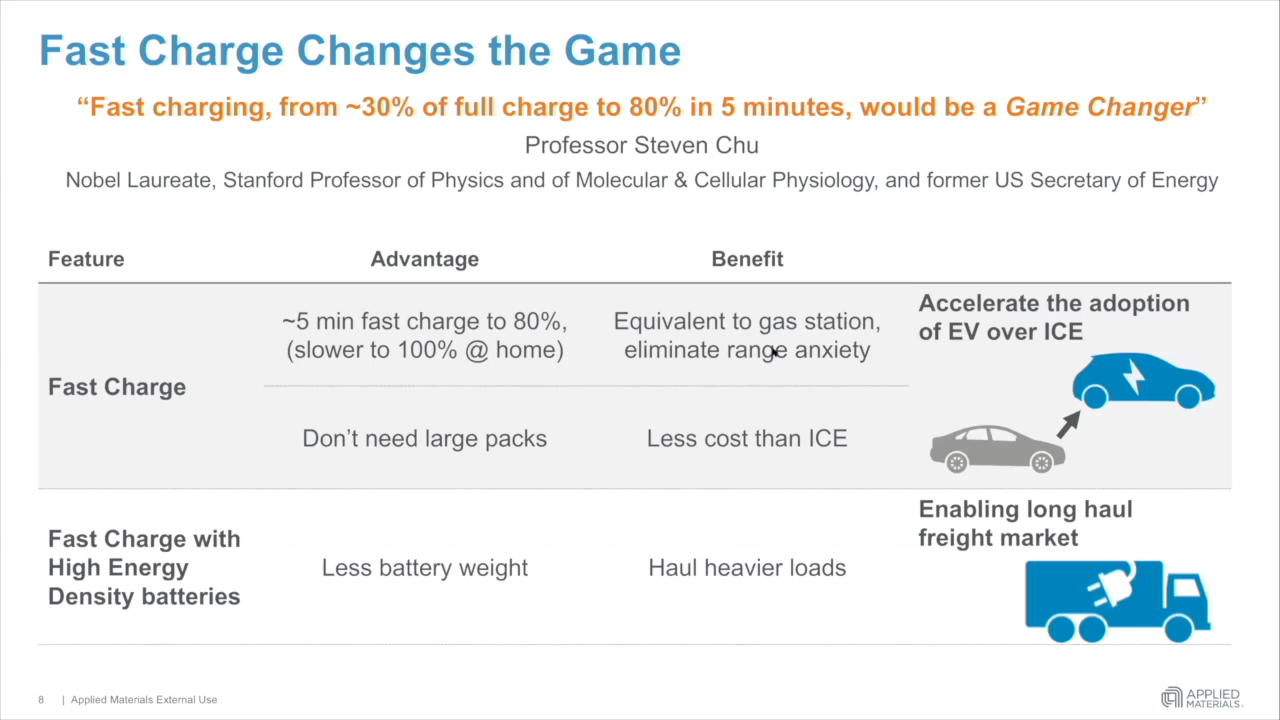 Fast Charge Changes the Game
“Fast charging, from ~30% of full charge to 80% in 5 minutes, would be a Game Changer”
Professor Steven Chu
Nobel Laureate, Stanford Professor of Physics and of Molecular & Cellular Physiology, and former US Secretary of Energy
Feature
Advantage
Benefit
Fast Charge
~5 min fast charge to 80%,
(slower to 100% @ home)
Equivalent to gas station,
eliminate range anxiety
Don’t need large packs
Less cost than ICE
Accelerate the adoption
of EV over ICE
Fast Charge with
High Energy
Density batteries
Less battery weight
Haul heavier loads
Enabling long haul
freight market
8 | Applied Materials External Use
APPLIED
MATERIALS